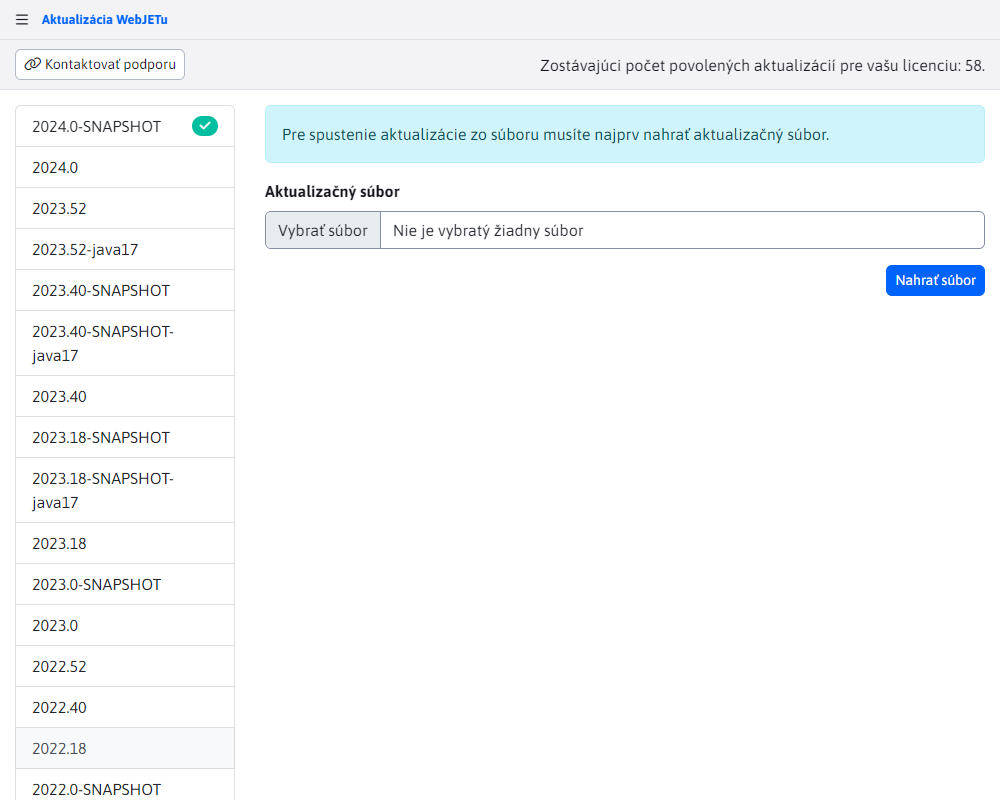 Aktualizácia WebJETu
Kontaktovať podporu
Zostávajúci počet povolených aktualizácií pre vašu licenciu: 58.
2024.0-SNAPSHOT
2024.0
2023.52
2023.52-java17
2023.40-SNAPSHOT
2023.40-SNAPSHOT-
java17
2023.40
2023.18-SNAPSHOT
2023.18-SNAPSHOT-
java17
2023.18
2023.0-SNAPSHOT
2023.0
2022.52
2022.40
2022.18
2022.0-SNAPSHOT
Pre spustenie aktualizácie zo súboru musíte najprv nahrať aktualizačný súbor.
Aktualizačný súbor
Vybrať súbor
Nie je vybratý žiadny súbor
Nahrať súbor